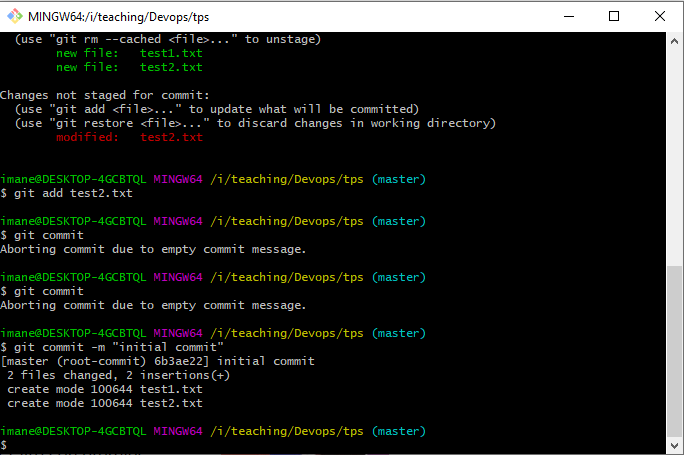 MINGW64:/i/teaching/Devops/tps
  (use "git rm --cached <file>..." to unstage)
        new file:   test1.txt
        new file:   test2.txt

Changes not staged for commit:
  (use "git add <file>..." to update what will be committed)
  (use "git restore <file>..." to discard changes in working directory)
        modified:   test2.txt

imane@DESKTOP-4GCBTQL MINGW64 /i/teaching/Devops/tps (master)
$ git add test2.txt

imane@DESKTOP-4GCBTQL MINGW64 /i/teaching/Devops/tps (master)
$ git commit
Aborting commit due to empty commit message.

imane@DESKTOP-4GCBTQL MINGW64 /i/teaching/Devops/tps (master)
$ git commit
Aborting commit due to empty commit message.

imane@DESKTOP-4GCBTQL MINGW64 /i/teaching/Devops/tps (master)
$ git commit -m "initial commit"
[master (root-commit) 6b3ae22] initial commit
 2 files changed, 2 insertions(+)
 create mode 100644 test1.txt
 create mode 100644 test2.txt

imane@DESKTOP-4GCBTQL MINGW64 /i/teaching/Devops/tps (master)
$